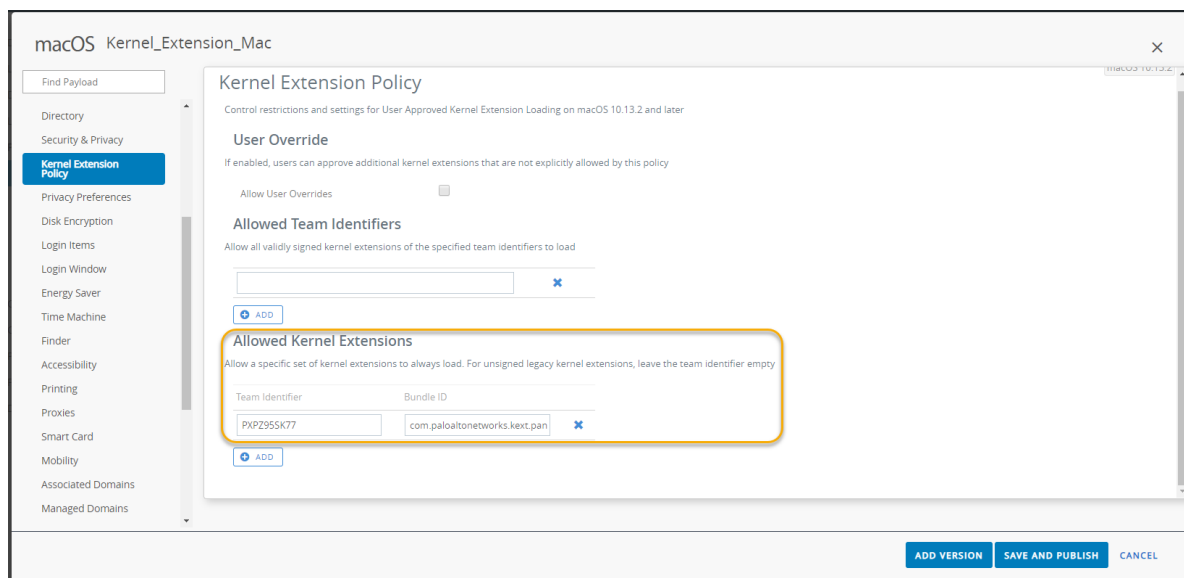 macOS Kernel_Extension_Mac
Find Payload
Directory
Security & Privacy
Kernel Extension
Policy
Privacy Preferences
Disk Encryption
Login Items
Login Window
Energy Saver
Time Machine
Finder
Accessibility
Printing
Proxies
Smart Card
Mobility
Associated Domains
Managed Domains
macOS 10.13.2
Kernel Extension Policy
Control restrictions and settings for User Approved Kernel Extension Loading on macOS 10.13.2 and later
User Override
If enabled, users can approve additional kernel extensions that are not explicitly allowed by this policy
Allow User Overrides
Allowed Team Identifiers
Allow all validly signed kernel extensions of the specified team identifiers to load
ADD
Allowed Kernel Extensions
Allow a specific set of kernel extensions to always load. For unsigned legacy kernel extensions, leave the team identifier empty
Team Identifier Bundle ID
PXPZ95SK77 com.paloaltonetworks.kext.pan
ADD
ADD VERSION SAVE AND PUBLISH CANCEL